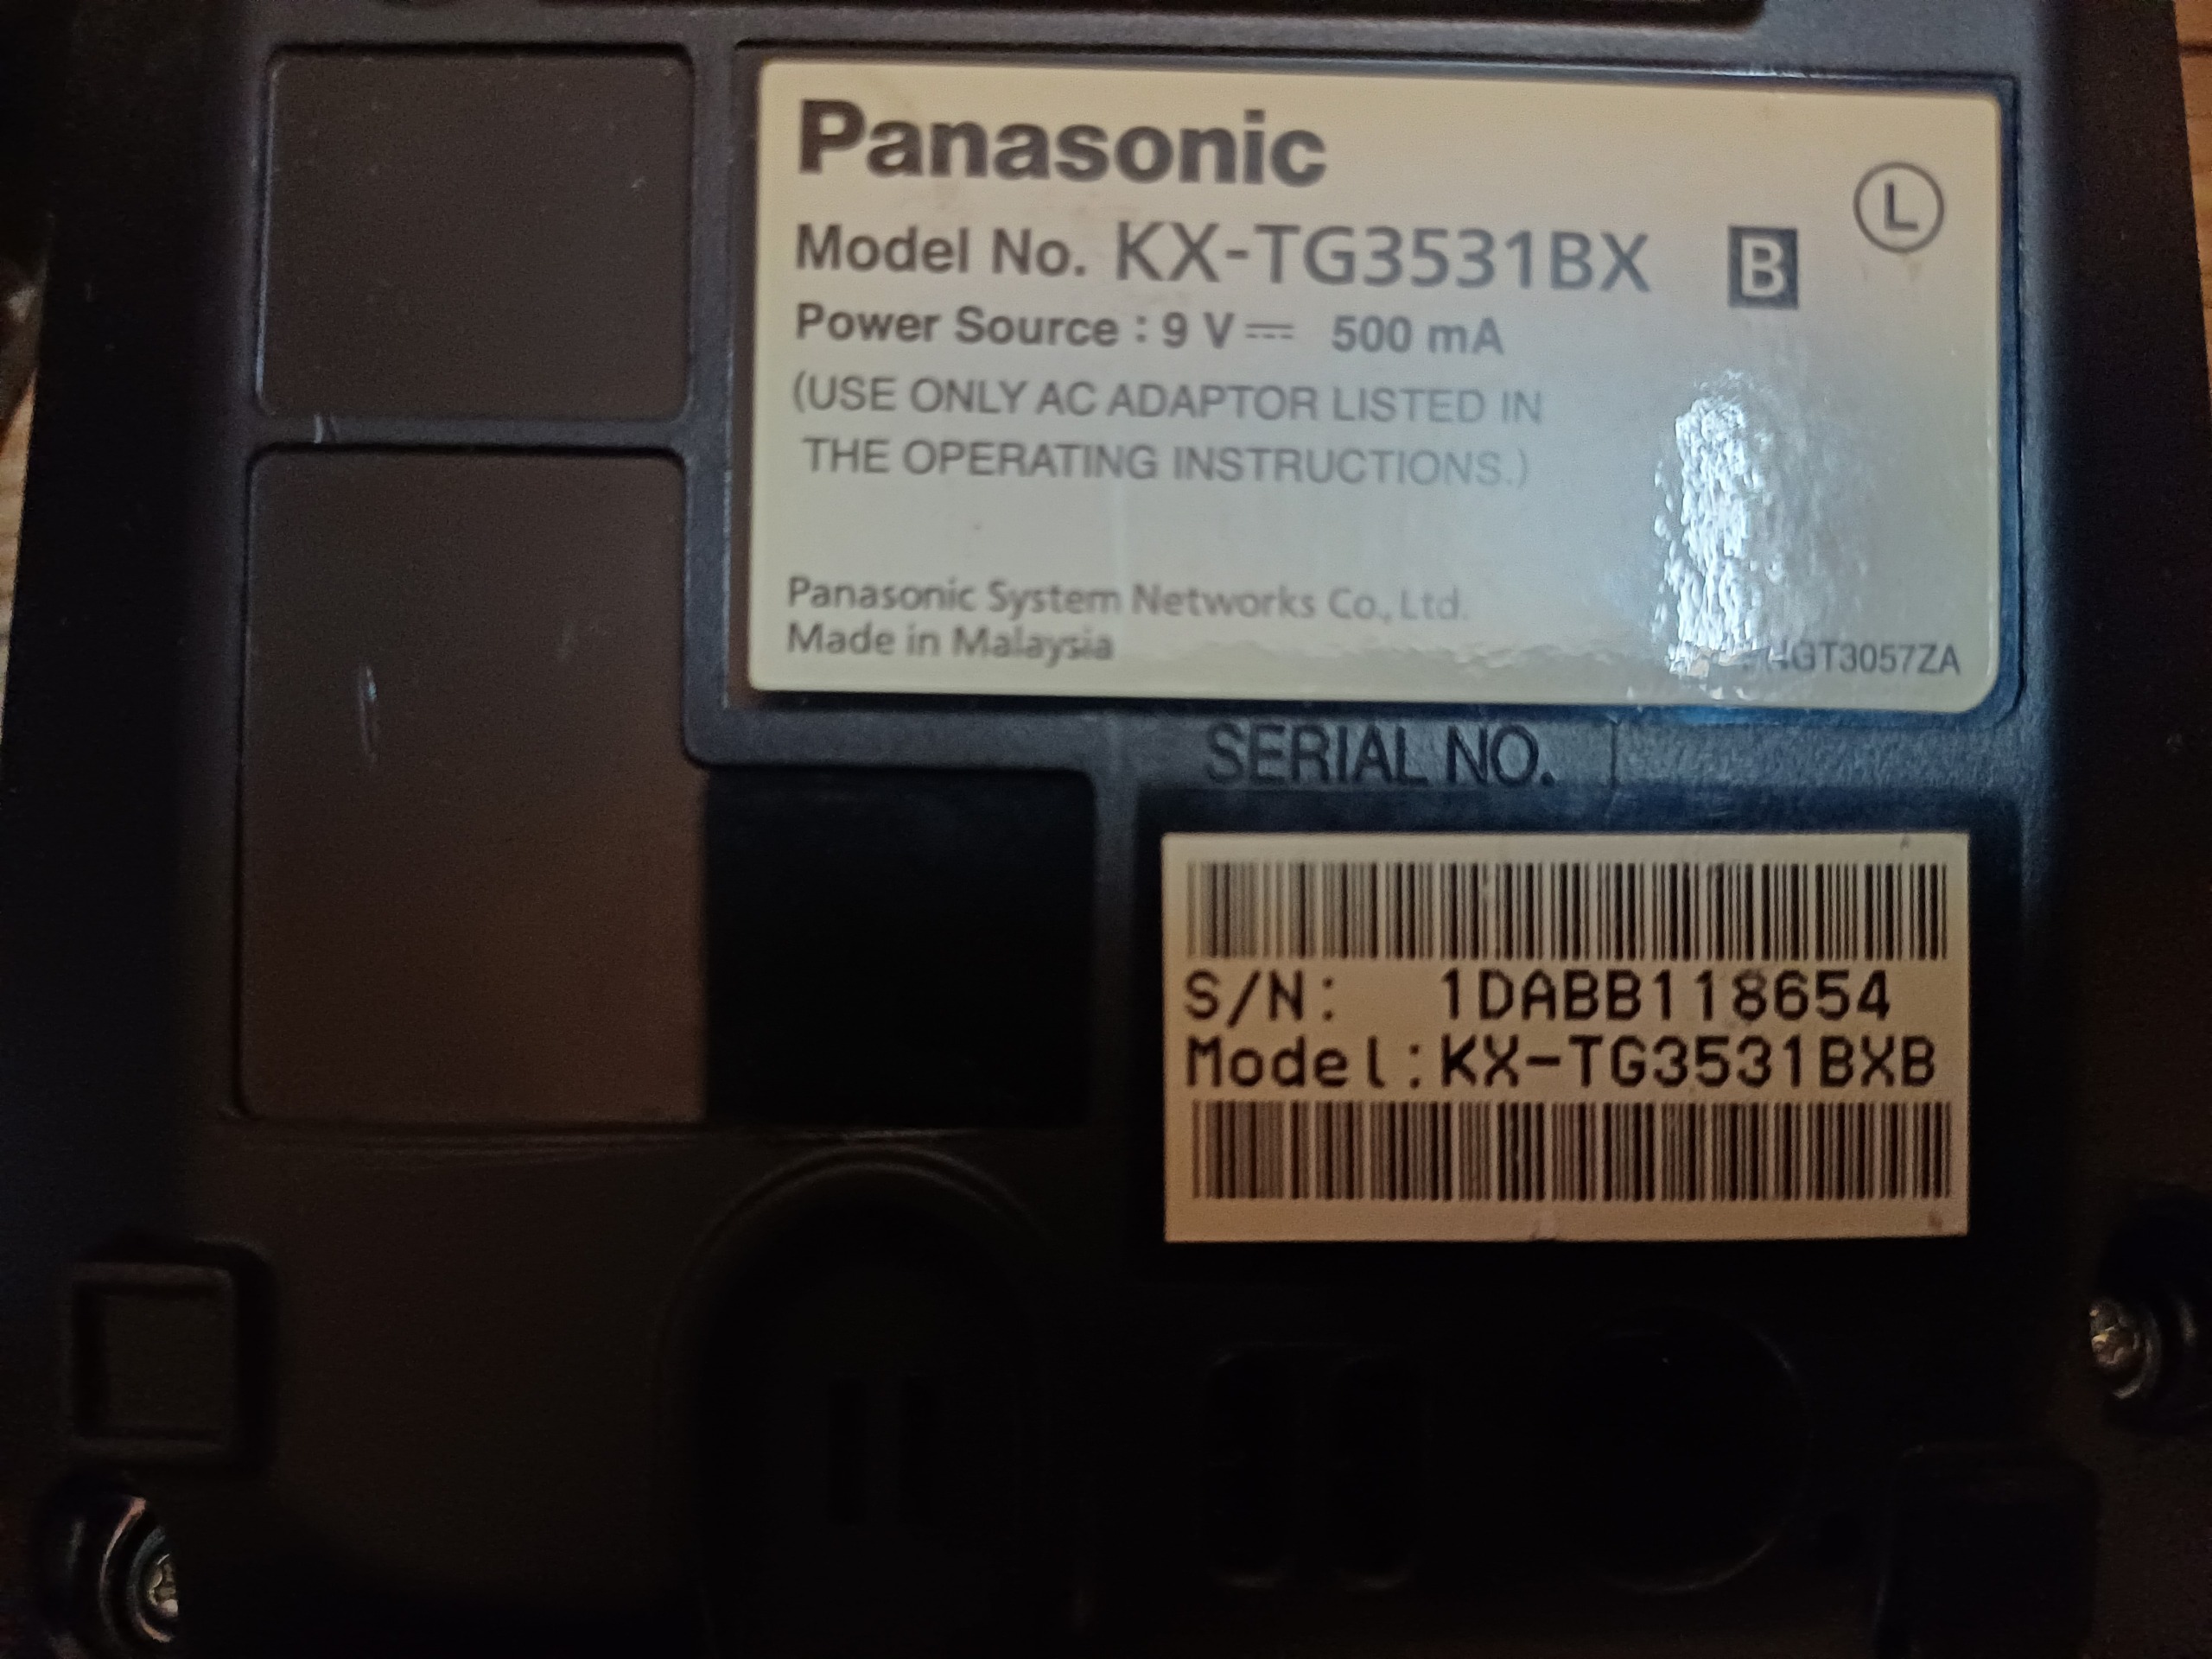 Panasonic
L
Model No. KX-TG3531BX B
Power Source : 9 V⎓ 500 mA
(USE ONLY AC ADAPTOR LISTED IN
THE OPERATING INSTRUCTIONS.)
Panasonic System Networks Co., Ltd.
Made in Malaysia
SERIAL NO.
S/N: 1DABB118654
Model:KX-TG3531BXB